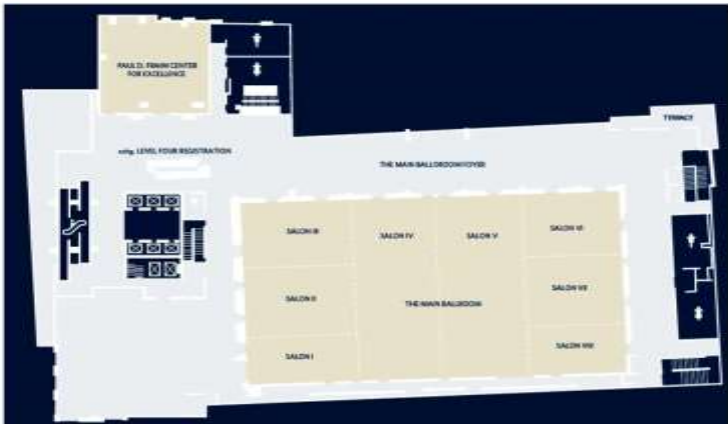 PAUL D. FRAHM CENTER
FOR EXCELLENCE
TERRACE
LEVEL FOUR REGISTRATION
THE MAIN BALLROOM FOYER
SALON III
SALON IV
SALON V
SALON VI
SALON II
THE MAIN BALLROOM
SALON VII
SALON I
SALON VIII